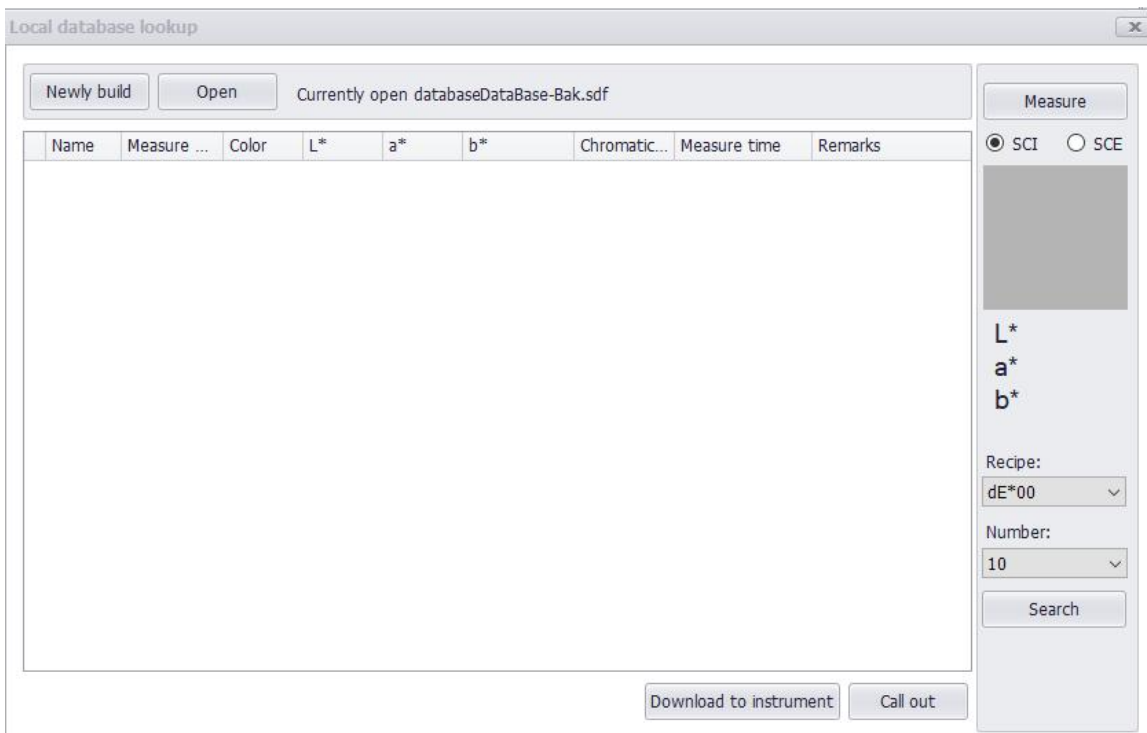 Local database lookup
Newly build Open Currently open databaseDataBase-Bak.sdf
Name Measure ... Color L* a* b* Chromatic... Measure time Remarks
Measure
SCI SCE
L*
a*
b*
Recipe:
dE*00
Number:
10
Search
Download to instrument Call out